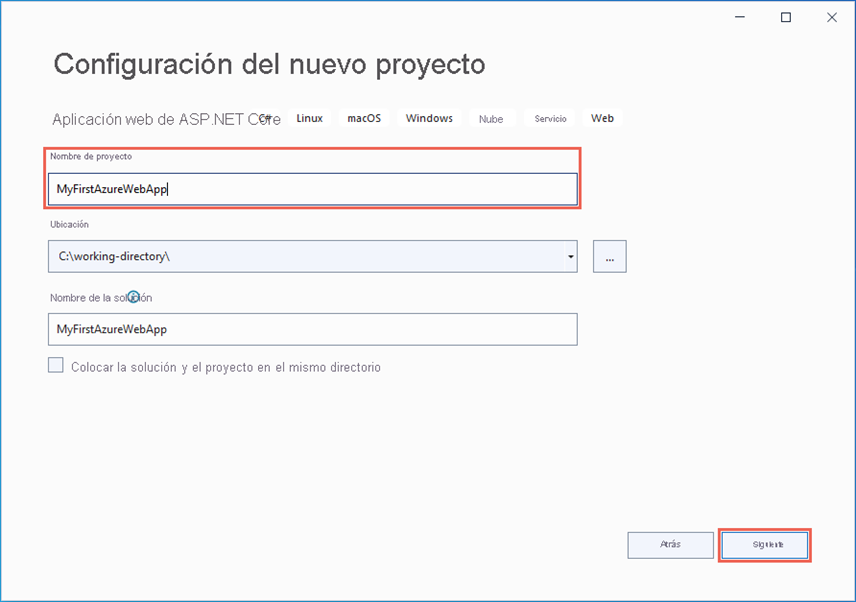 Configuración del nuevo proyecto
Aplicación web de ASP.NET Core C# Linux macOS Windows Nube Servicio Web
Nombre de proyecto
MyFirstAzureWebApp
Ubicación
C:\working-directory\
...
Nombre de la solución
MyFirstAzureWebApp
Colocar la solución y el proyecto en el mismo directorio
Atrás Siguiente